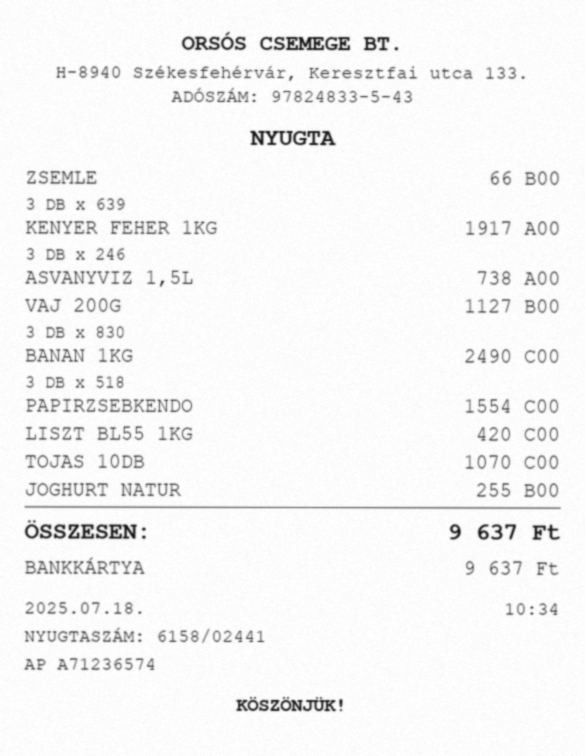 ORSÓS CSEMEGE BT.
H-8940 Székesfehérvár, Keresztfai utca 133.
ADÓSZÁM: 97824833-5-43
NYUGTA
ZSEMLE 66 B00
3 DB x 639
KENYER FEHER 1KG 1917 A00
3 DB x 246
ASVANYVIZ 1,5L 738 A00
VAJ 200G 1127 B00
3 DB x 830
BANAN 1KG 2490 C00
3 DB x 518
PAPIRZSEBKENDO 1554 C00
LISZT BL55 1KG 420 C00
TOJAS 10DB 1070 C00
JOGHURT NATUR 255 B00
ÖSSZESEN: 9 637 Ft
BANKKÁRTYA 9 637 Ft
2025.07.18. 10:34
NYUGTASZÁM: 6158/02441
AP A71236574
KÖSZÖNJÜK!